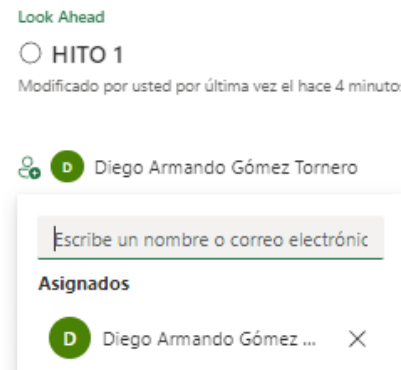 Look Ahead
HITO 1
Modificado por usted por última vez el hace 4 minutos
D Diego Armando Gómez Tornero
Escribe un nombre o correo electrónic
Asignados
D Diego Armando Gómez ...